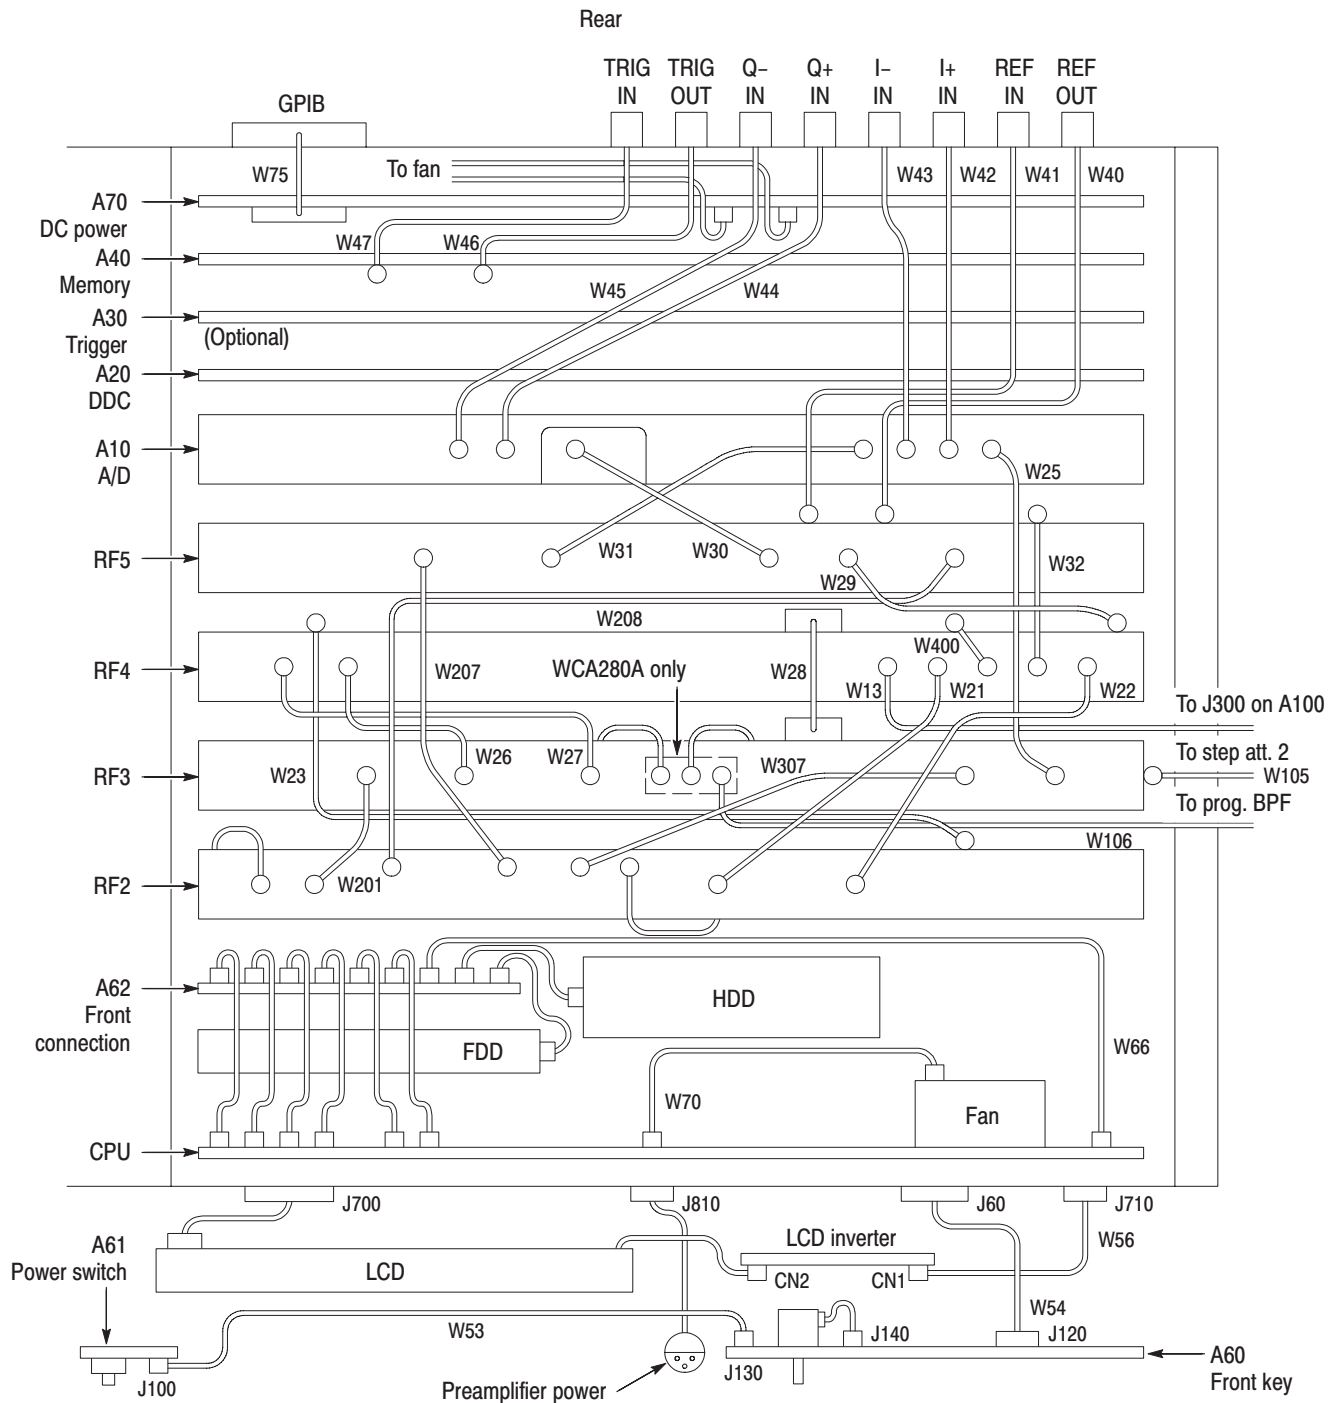 Rear
TRIG IN
TRIG OUT
Q– IN
Q+ IN
I– IN
I+ IN
REF IN
REF OUT
GPIB
W75
To fan
W43
W42
W41
W40
A70
DC power
W47
W46
A40
Memory
W45
W44
A30
Trigger
(Optional)
A20
DDC
A10
A/D
W25
RF5
W31
W30
W29
W32
W208
W400
RF4
W207
WCA280A only
W28
W13
W21
W22
To J300 on A100
RF3
W23
W26
W27
W307
To step att. 2
W105
To prog. BPF
W106
RF2
W201
A62
Front
connection
HDD
FDD
W66
W70
Fan
CPU
J700
J810
J60
J710
A61
Power switch
LCD
LCD inverter
W56
CN2
CN1
W53
W54
J140
J120
J100
J130
Preamplifier power
A60
Front key